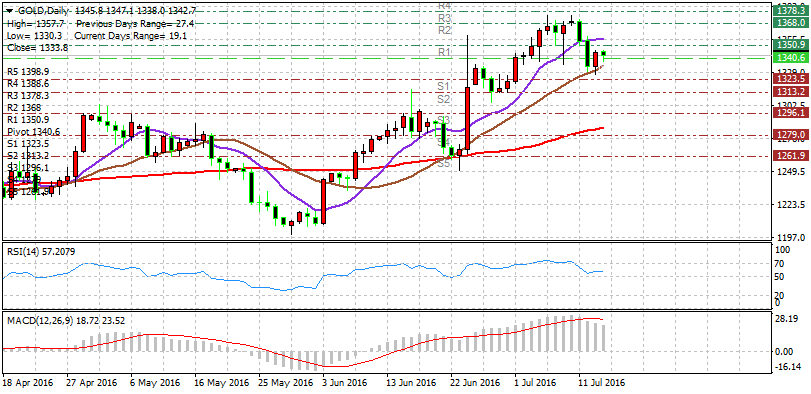 GOLD,Daily 1345.8 1347.1 1338.0 1342.7
High= 1357.7 Previous Days Range= 27.4
Low= 1330.3 Current Days Range= 19.1
Close= 1333.8
R5 1398.9
R4 1388.6
R3 1378.3
R2 1368
R1 1350.9
Pivot 1340.6
S1 1323.5
S2 1313.2
S3 1296.1
R4
R3
R2
R1
S1
S2
S3
S5
1378.3
1368.0
1350.9
1340.6
1323.5
1313.2
1302.5
1296.1
1279.0
1261.9
1249.5
1223.5
1197.0
RSI(14) 57.2079
100
70
50
20
0
MACD(12,26,9) 18.72 23.52
28.19
0.00
-16.14
18 Apr 2016 27 Apr 2016 6 May 2016 16 May 2016 25 May 2016 3 Jun 2016 13 Jun 2016 22 Jun 2016 1 Jul 2016 11 Jul 2016